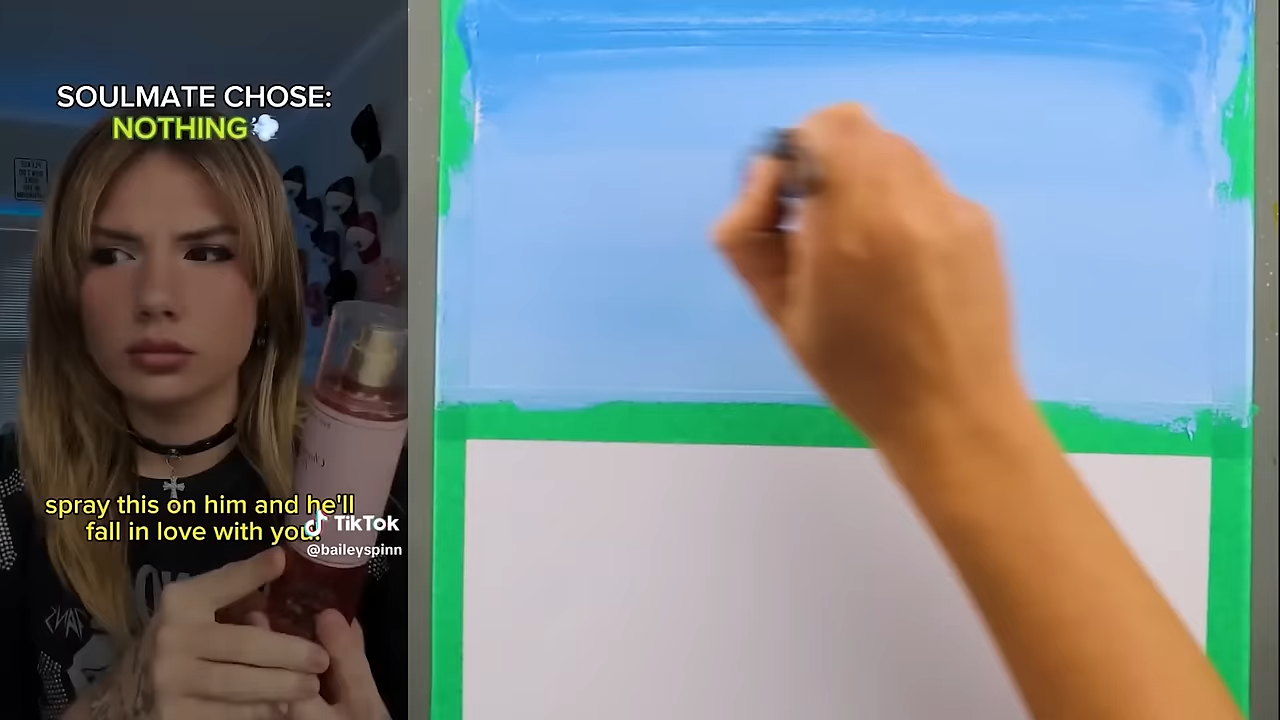 SOULMATE CHOSE:
NOTHING💨
spray this on him and he'll
fall in love with you.
TikTok
@baileyspinn